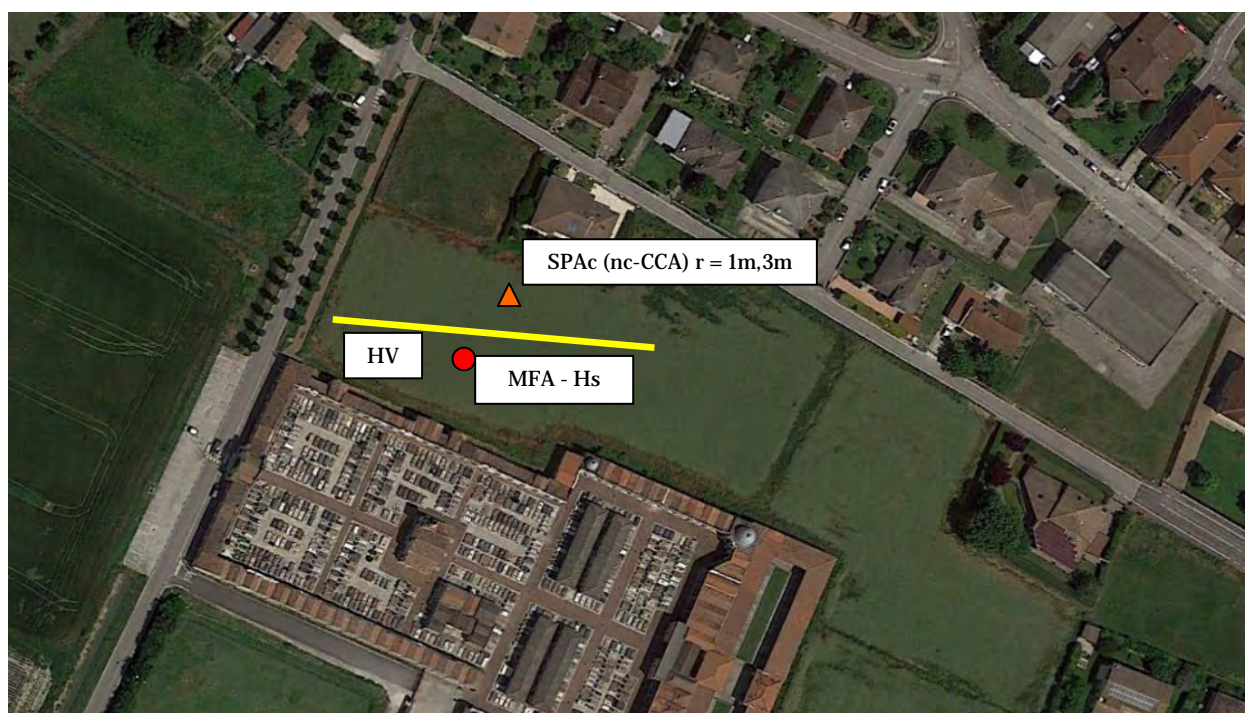 SPAc (nc-CCA) r = 1m,3m
HV
MFA - Hs